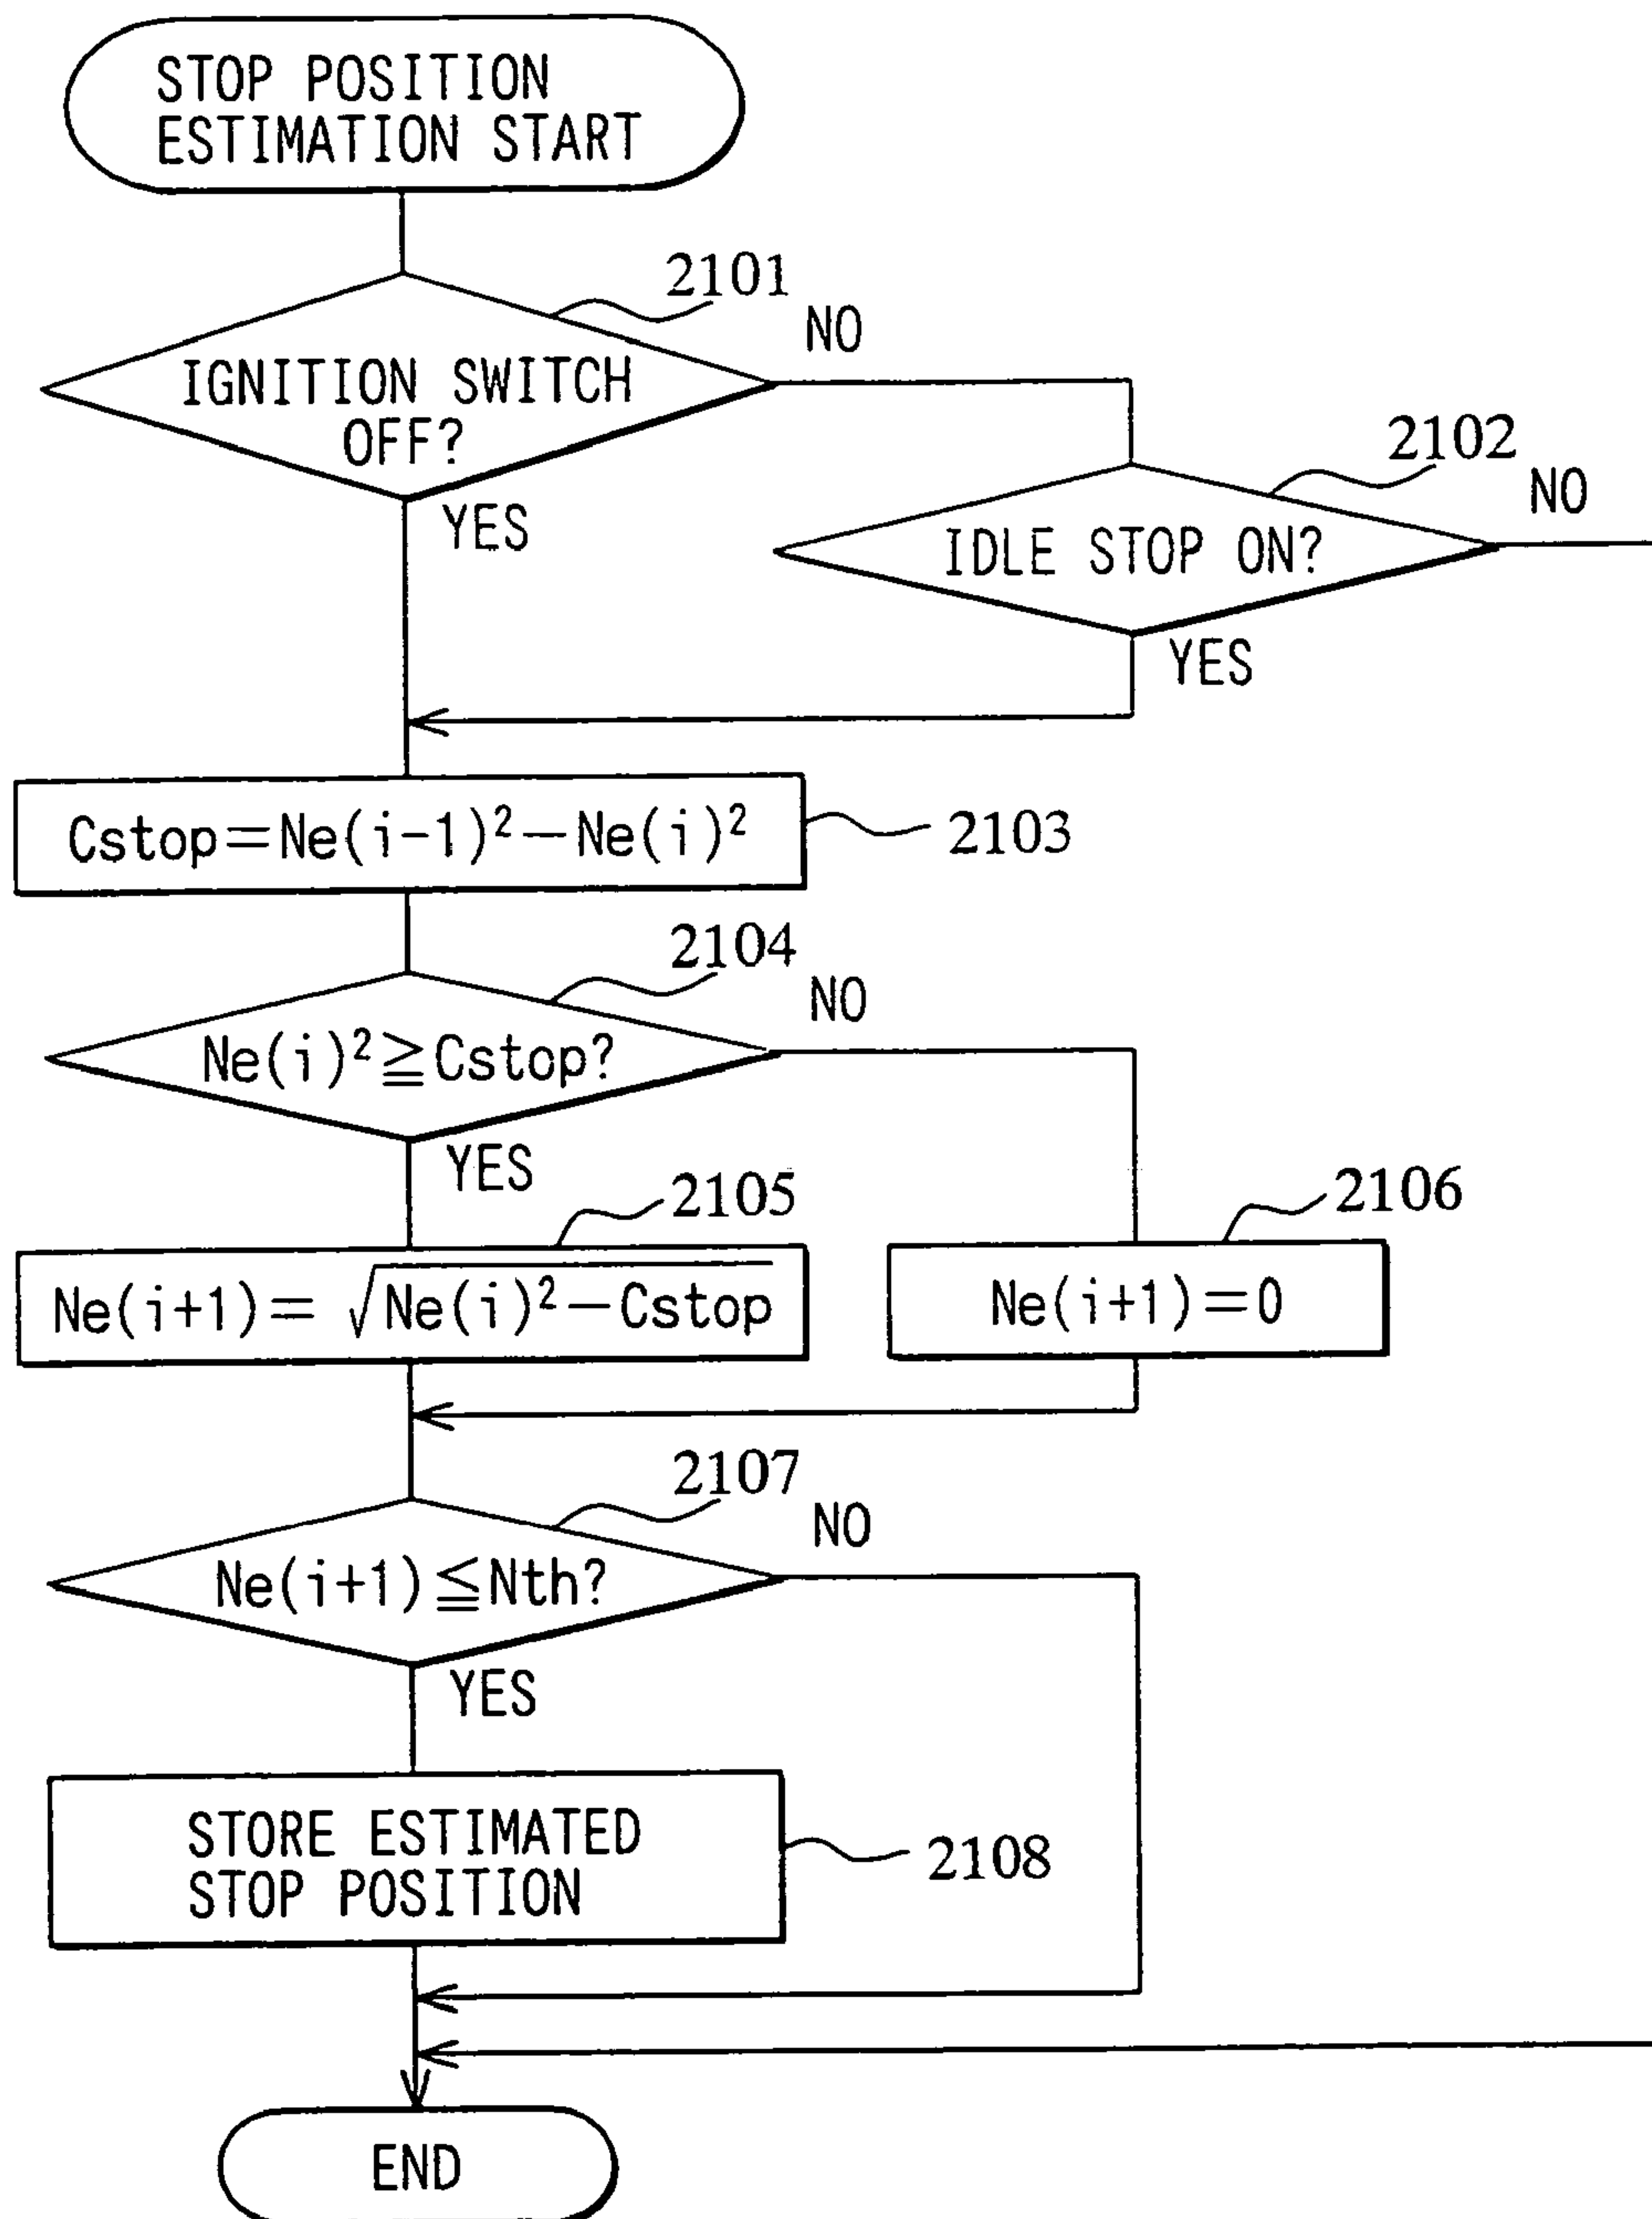 STOP POSITION
ESTIMATION START
2101
NO
IGNITION SWITCH
OFF?
YES
2102
NO
IDLE STOP ON?
YES
Cstop=Ne(i-1)²-Ne(i)²
2103
2104
NO
Ne(i)²≧Cstop?
YES
2105
Ne(i+1)=√Ne(i)²-Cstop
2106
Ne(i+1)=0
2107
NO
Ne(i+1)≦Nth?
YES
STORE ESTIMATED
STOP POSITION
2108
END